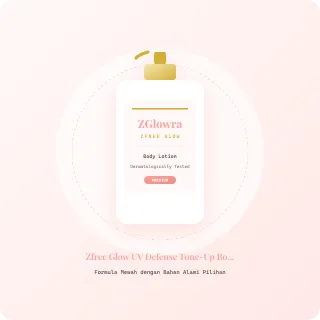 ZGlowra
ZFREE GLOW
Body Lotion
Dermatologically Tested
Zfree Glow UV Defense Tone-Up Bo...
Formula Mewah dengan Bahan Alami Pilihan